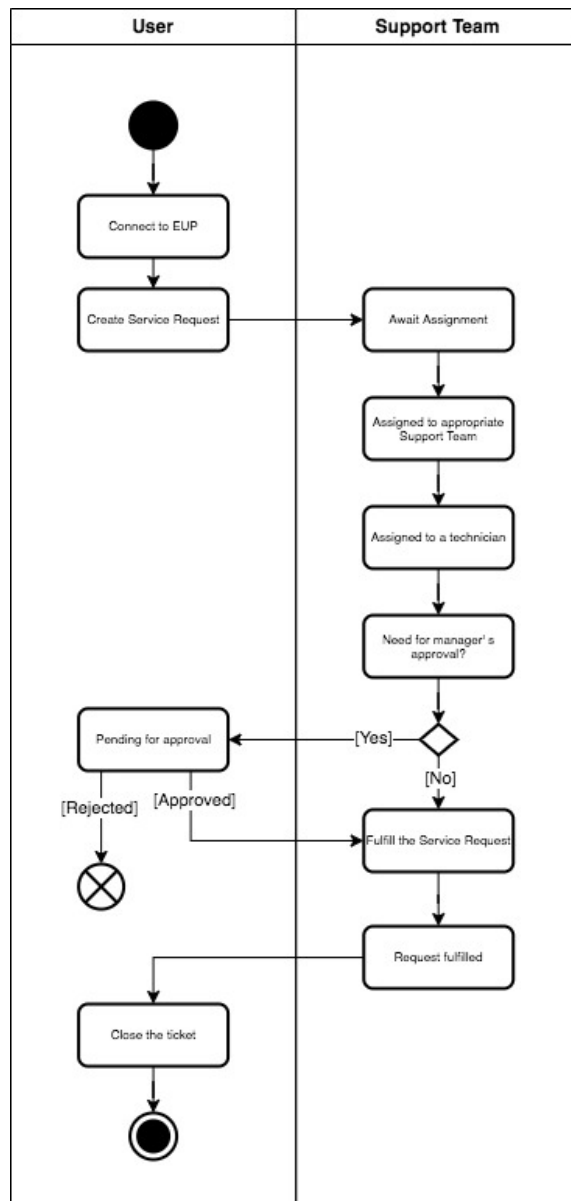 User
Support Team
Connect to EUP
Create Service Request
Await Assignment
Assigned to appropriate
Support Team
Assigned to a technician
Need for manager's
approval?
[Yes]
Pending for approval
[No]
[Rejected]
[Approved]
Fulfill the Service Request
Request fulfilled
Close the ticket